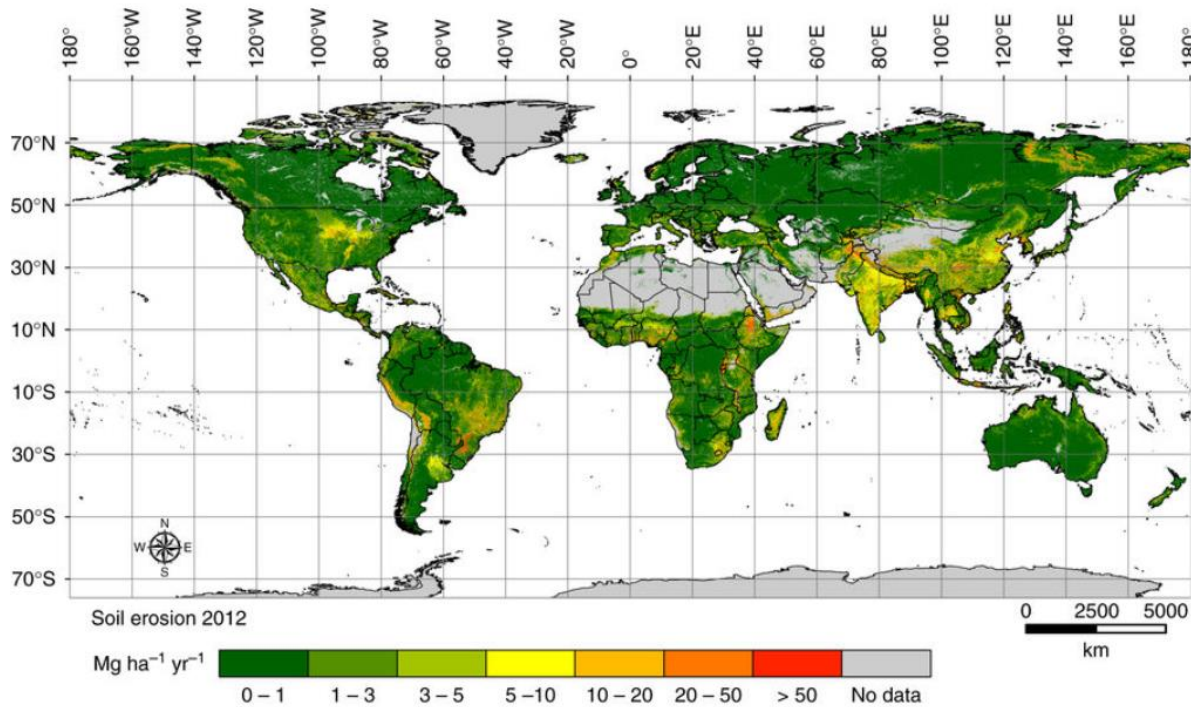 180° 140°W 120°W 100°W 80°W 60°W 40°W 20°W 0° 20°E 40°E 60°E 80°E 100°E 120°E 140°E 160°E 180°
70°N
50°N
30°N
10°N
10°S
30°S
50°S
70°S
N
W E
S
Soil erosion 2012
0 2500 5000
km
Mg ha⁻¹ yr⁻¹
0 – 1 1 – 3 3 – 5 5 – 10 10 – 20 20 – 50 > 50 No data